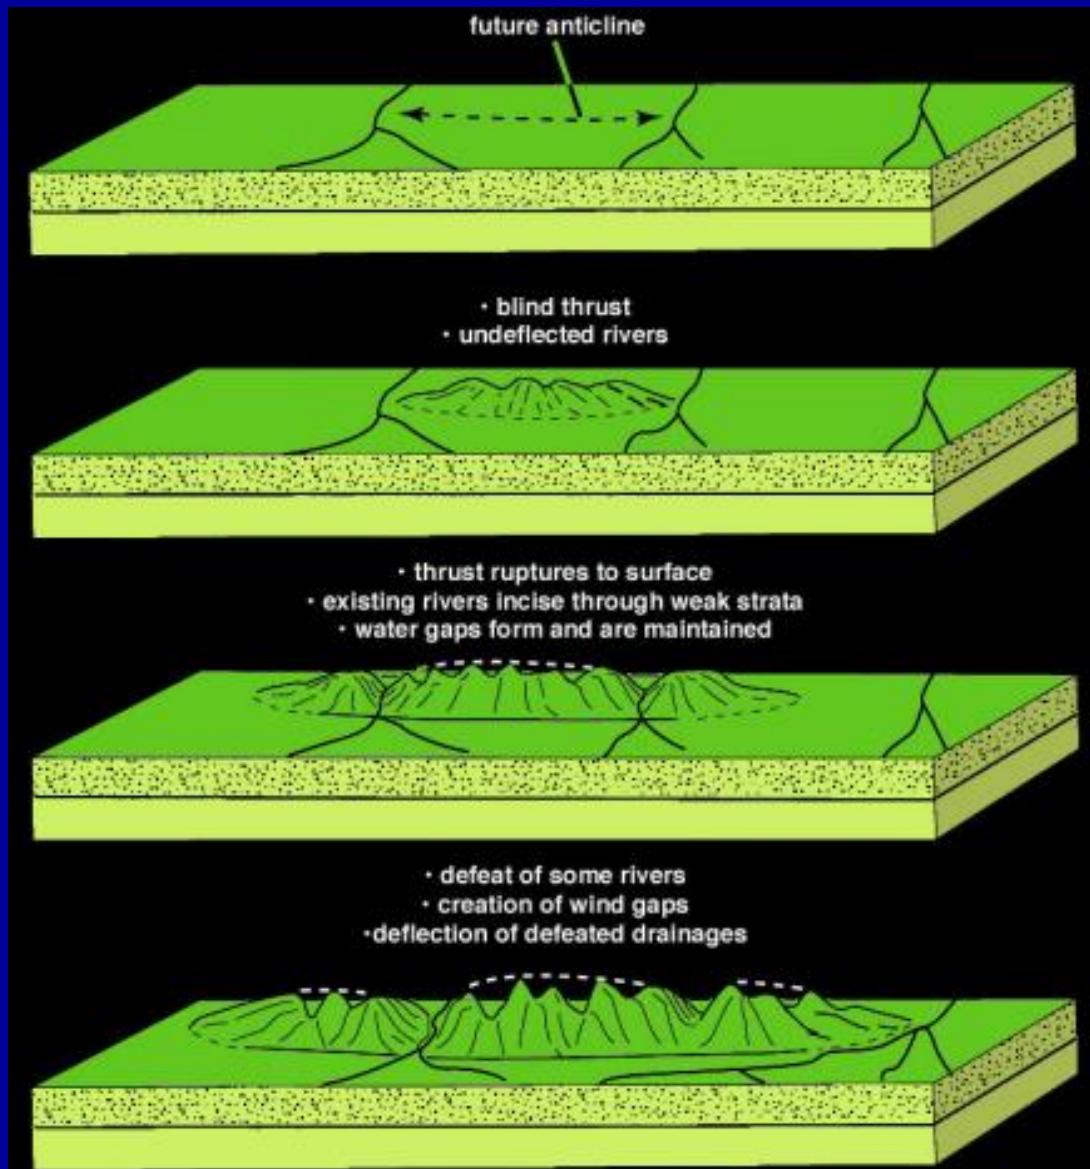 future anticline
· blind thrust
· undeflected rivers
· thrust ruptures to surface
· existing rivers incise through weak strata
· water gaps form and are maintained
· defeat of some rivers
· creation of wind gaps
·deflection of defeated drainages